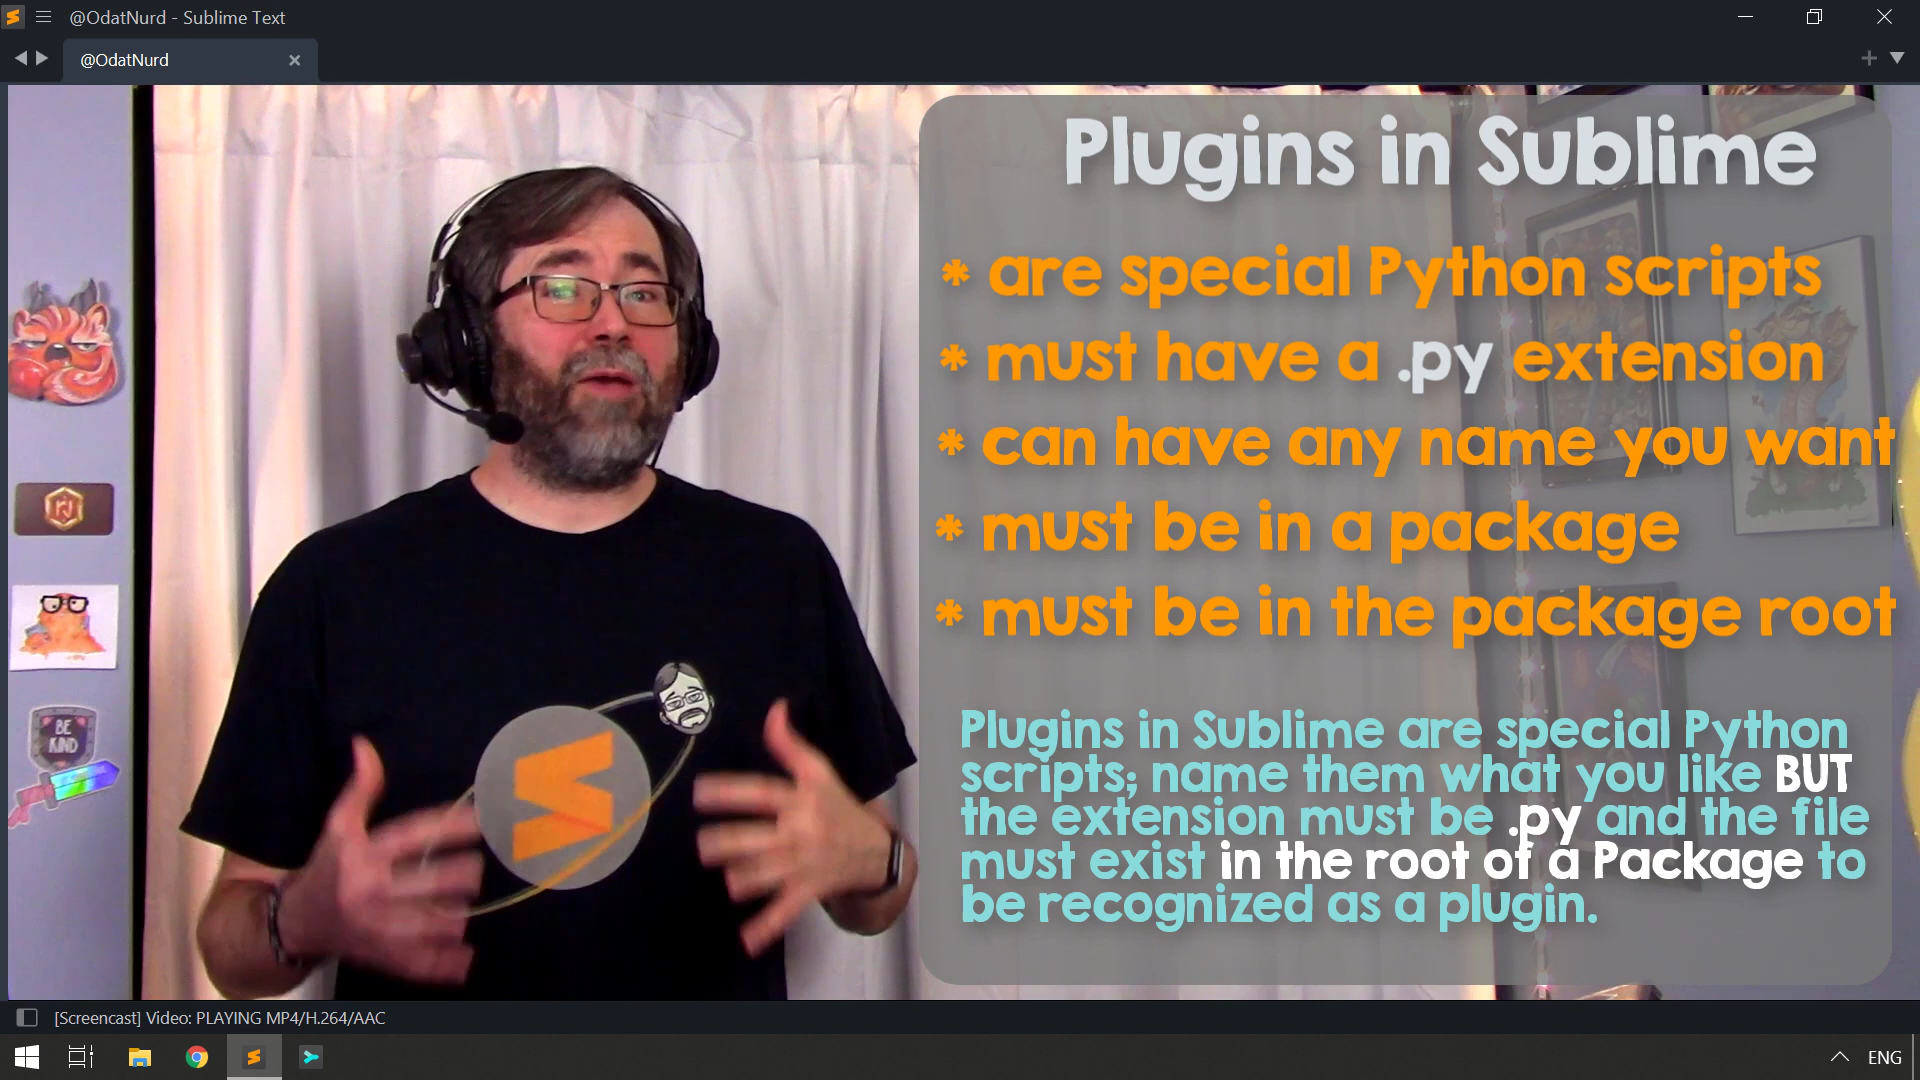 @OdatNurd - Sublime Text
@OdatNurd
Plugins in Sublime
* are special Python scripts
* must have a .py extension
* can have any name you want
* must be in a package
* must be in the package root
Plugins in Sublime are special Python
scripts; name them what you like BUT
the extension must be .py and the file
must exist in the root of a Package to
be recognized as a plugin.
BE
KIND
[Screencast] Video: PLAYING MP4/H.264/AAC
ENG